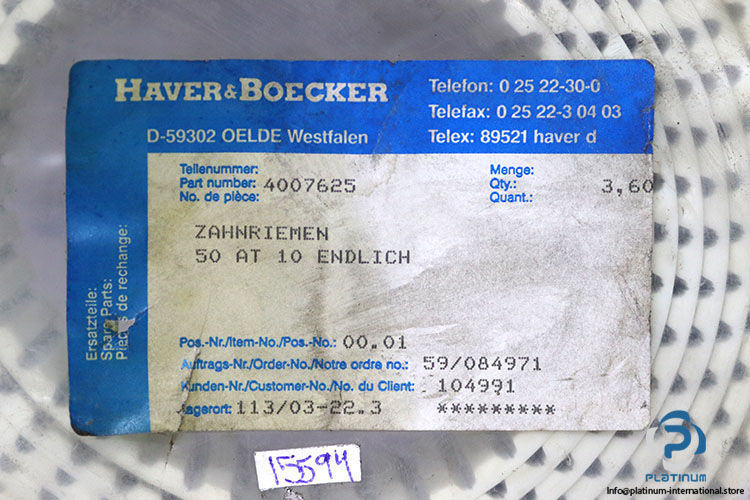 HAVER & BOECKER
D-59302 OELDE Westfalen
Telefon: 0 25 22-30-0
Telefax: 0 25 22-3 04 03
Telex: 89521 haver d
Teilenummer:
Part number: 4007625
No. de pièce:
Menge:
Qty.: 3,60
Quant.:
ZAHNRIEMEN
50 AT 10 ENDLICH
Ersatzteile:
Spare Parts:
Pièces de rechange:
Pos.-Nr./Item-No./Pos.-No.: 00.01
Auftrags-Nr./Order-No./Notre ordre no.: 59/084971
Kunden-Nr./Customer-No./No. du Client: 104991
Lagerort: 113/03-22.3 *********
15594
PLATINUM
Info@platinum-international.store